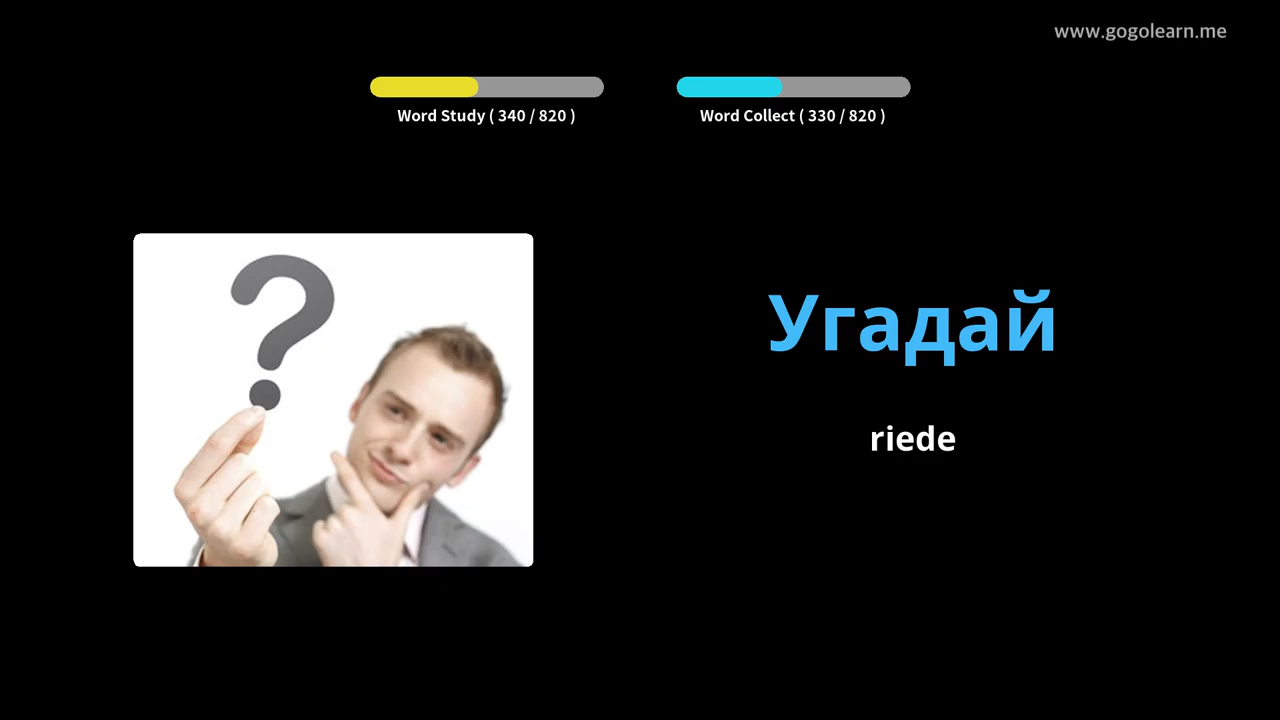 www.gogolearn.me
Word Study ( 340 / 820 )
Word Collect ( 330 / 820 )
?
Угадай
riede